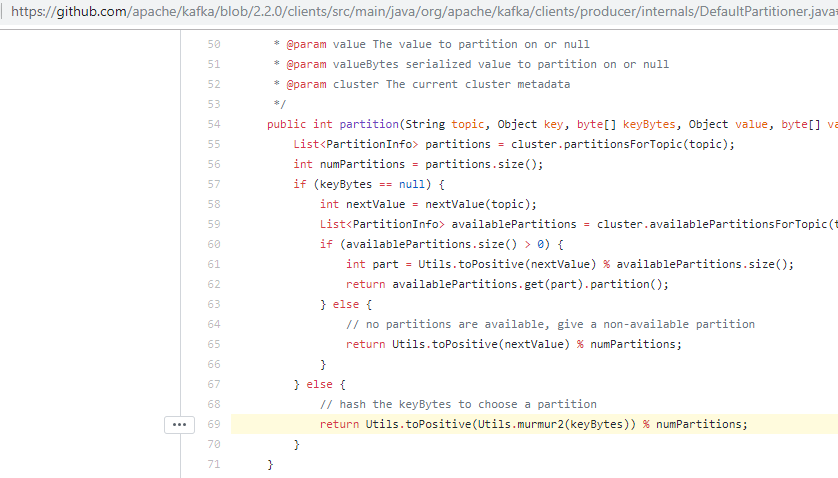 https://github.com/apache/kafka/blob/2.2.0/clients/src/main/java/org/apache/kafka/clients/producer/internals/DefaultPartitioner.java
50 * @param value The value to partition on or null
51 * @param valueBytes serialized value to partition on or null
52 * @param cluster The current cluster metadata
53 */
54 public int partition(String topic, Object key, byte[] keyBytes, Object value, byte[] va
55 List<PartitionInfo> partitions = cluster.partitionsForTopic(topic);
56 int numPartitions = partitions.size();
57 if (keyBytes == null) {
58 int nextValue = nextValue(topic);
59 List<PartitionInfo> availablePartitions = cluster.availablePartitionsForTopic(t
60 if (availablePartitions.size() > 0) {
61 int part = Utils.toPositive(nextValue) % availablePartitions.size();
62 return availablePartitions.get(part).partition();
63 } else {
64 // no partitions are available, give a non-available partition
65 return Utils.toPositive(nextValue) % numPartitions;
66 }
67 } else {
68 // hash the keyBytes to choose a partition
69 return Utils.toPositive(Utils.murmur2(keyBytes)) % numPartitions;
70 }
71 }